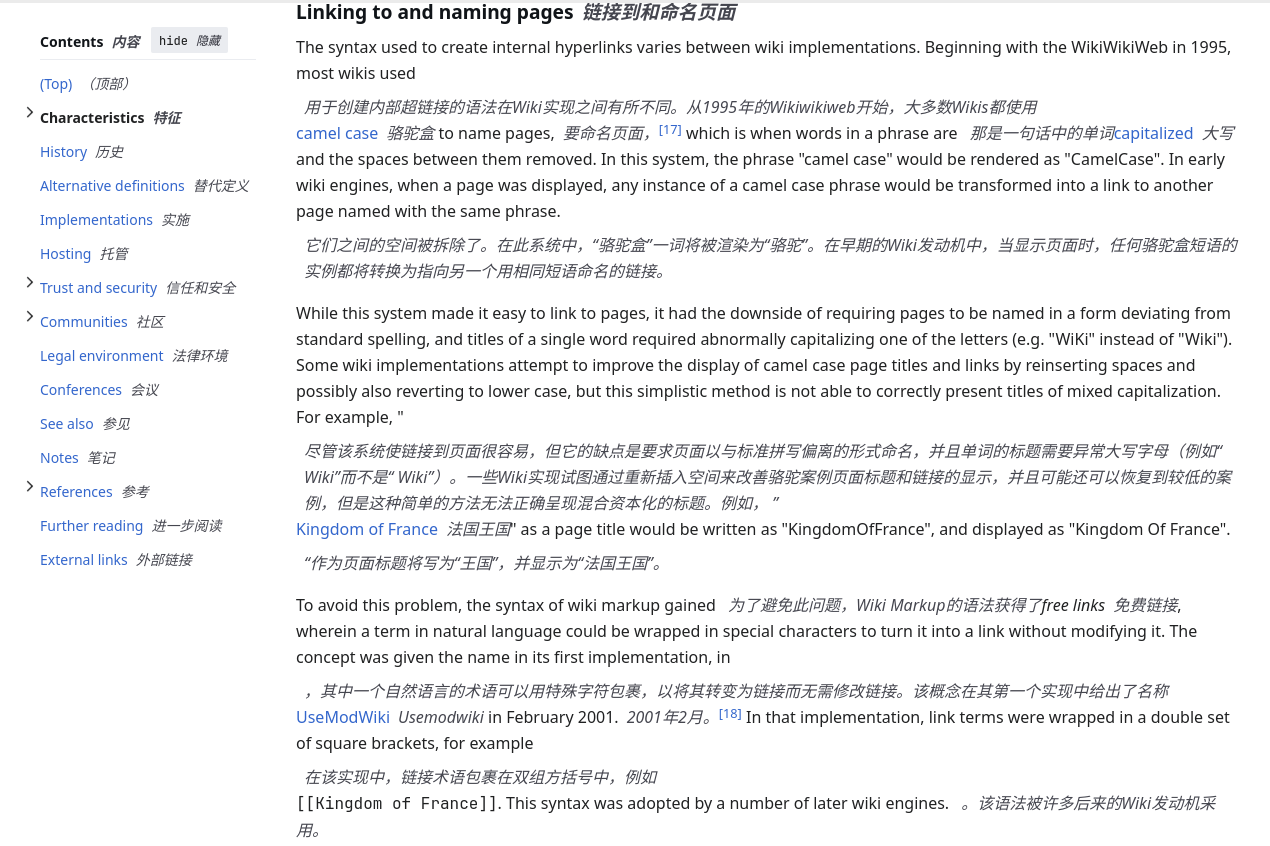 Contents 内容 hide 隐藏
(Top) （顶部）
Characteristics 特征
History 历史
Alternative definitions 替代定义
Implementations 实施
Hosting 托管
Trust and security 信任和安全
Communities 社区
Legal environment 法律环境
Conferences 会议
See also 参见
Notes 笔记
References 参考
Further reading 进一步阅读
External links 外部链接
Linking to and naming pages 链接到和命名页面
The syntax used to create internal hyperlinks varies between wiki implementations. Beginning with the WikiWikiWeb in 1995,
most wikis used
用于创建内部超链接的语法在Wiki实现之间有所不同。从1995年的Wikiwikiweb开始，大多数Wikis都使用
camel case 骆驼盒 to name pages, 要命名页面，[17] which is when words in a phrase are 那是一句话中的单词capitalized 大写
and the spaces between them removed. In this system, the phrase "camel case" would be rendered as "CamelCase". In early
wiki engines, when a page was displayed, any instance of a camel case phrase would be transformed into a link to another
page named with the same phrase.
它们之间的空间被拆除了。在此系统中，“骆驼盒”一词将被渲染为“骆驼”。在早期的Wiki发动机中，当显示页面时，任何骆驼盒短语的
实例都将转换为指向另一个用相同短语命名的链接。
While this system made it easy to link to pages, it had the downside of requiring pages to be named in a form deviating from
standard spelling, and titles of a single word required abnormally capitalizing one of the letters (e.g. "WiKi" instead of "Wiki").
Some wiki implementations attempt to improve the display of camel case page titles and links by reinserting spaces and
possibly also reverting to lower case, but this simplistic method is not able to correctly present titles of mixed capitalization.
For example, "
尽管该系统使链接到页面很容易，但它的缺点是要求页面以与标准拼写偏离的形式命名，并且单词的标题需要异常大写字母（例如“
Wiki”而不是“ Wiki”）。一些Wiki实现试图通过重新插入空间来改善骆驼案例页面标题和链接的显示，并且可能还可以恢复到较低的案
例，但是这种简单的方法无法正确呈现混合资本化的标题。例如，”
Kingdom of France 法国王国" as a page title would be written as "KingdomOfFrance", and displayed as "Kingdom Of France".
“作为页面标题将写为“王国”，并显示为“法国王国”。
To avoid this problem, the syntax of wiki markup gained 为了避免此问题，Wiki Markup的语法获得了free links 免费链接,
wherein a term in natural language could be wrapped in special characters to turn it into a link without modifying it. The
concept was given the name in its first implementation, in
，其中一个自然语言的术语可以用特殊字符包裹，以将其转变为链接而无需修改链接。该概念在其第一个实现中给出了名称
UseModWiki Usemodwiki in February 2001. 2001年2月。[18] In that implementation, link terms were wrapped in a double set
of square brackets, for example
在该实现中，链接术语包裹在双组方括号中，例如
[[Kingdom of France]]. This syntax was adopted by a number of later wiki engines. 。该语法被许多后来的Wiki发动机采
用。